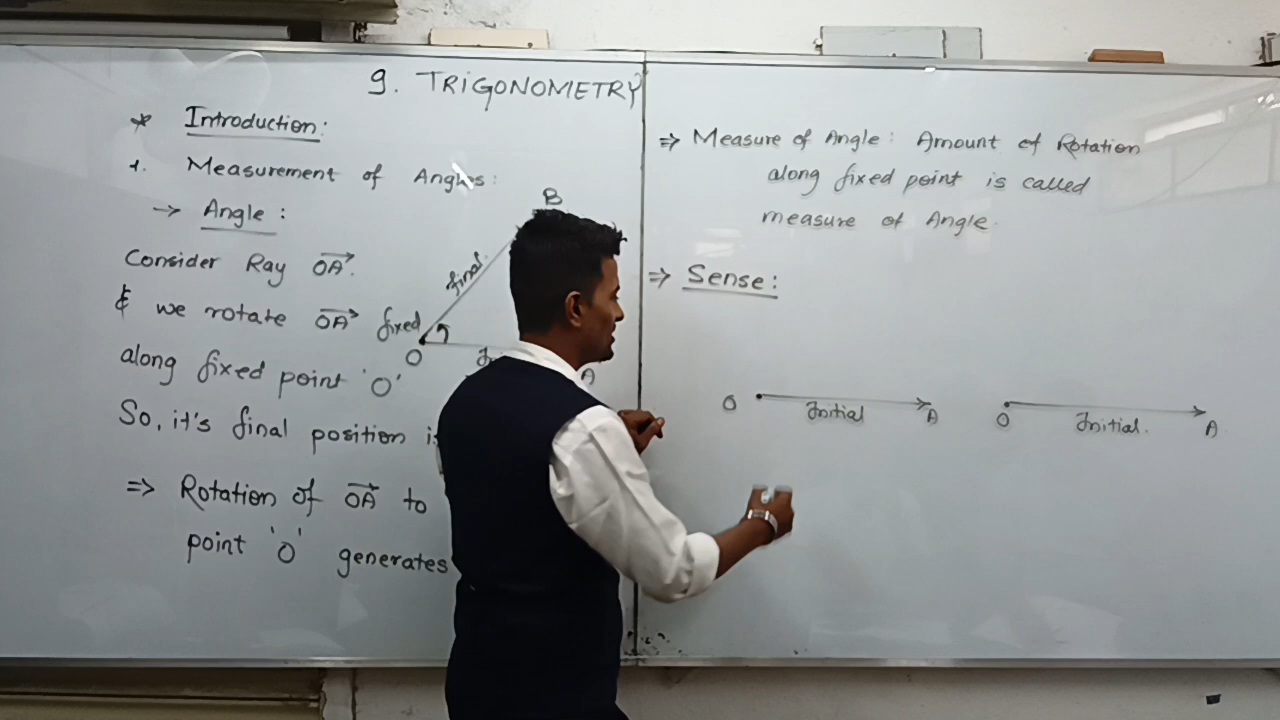 9. TRIGONOMETRY
* Introduction:
1. Measurement of Angles:
→ Angle:
Consider Ray OA.
& we rotate OA fixed
along fixed point 'O'
So, it's final position
⇒ Rotation of OA to
point 'O' generates
B
final
O
A
⇒ Measure of Angle: Amount of Rotation
along fixed point is called
measure of Angle.
⇒ Sense:
O Initial A
O Initial. A